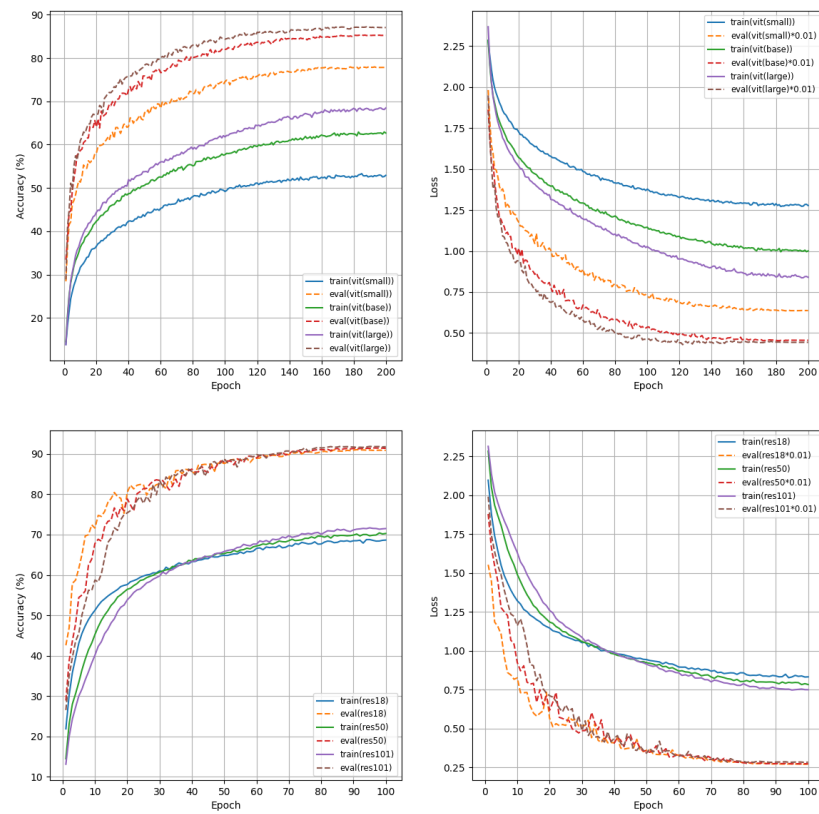 90
80
70
60
50
40
30
20
Accuracy (%)
0 20 40 60 80 100 120 140 160 180 200
Epoch
train(vit(small))
eval(vit(small))
train(vit(base))
eval(vit(base))
train(vit(large))
eval(vit(large))
2.25
2.00
1.75
1.50
1.25
1.00
0.75
0.50
Loss
0 20 40 60 80 100 120 140 160 180 200
Epoch
train(vit(small))
eval(vit(small)*0.01)
train(vit(base))
eval(vit(base)*0.01)
train(vit(large))
eval(vit(large)*0.01)
90
80
70
60
50
40
30
20
10
Accuracy (%)
0 10 20 30 40 50 60 70 80 90 100
Epoch
train(res18)
eval(res18)
train(res50)
eval(res50)
train(res101)
eval(res101)
2.25
2.00
1.75
1.50
1.25
1.00
0.75
0.50
0.25
Loss
0 10 20 30 40 50 60 70 80 90 100
Epoch
train(res18)
eval(res18*0.01)
train(res50)
eval(res50*0.01)
train(res101)
eval(res101*0.01)